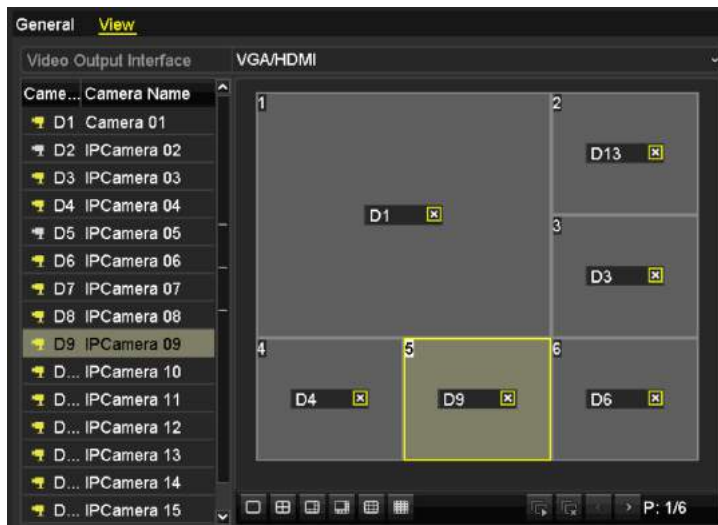 General View
Video Output Interface VGA/HDMI
Came... Camera Name
D1 Camera 01
D2 IPCamera 02
D3 IPCamera 03
D4 IPCamera 04
D5 IPCamera 05
D6 IPCamera 06
D7 IPCamera 07
D8 IPCamera 08
D9 IPCamera 09
D... IPCamera 10
D... IPCamera 11
D... IPCamera 12
D... IPCamera 13
D... IPCamera 14
D... IPCamera 15
1
D1
2
D13
3
D3
4
D4
5
D9
6
D6
P: 1/6